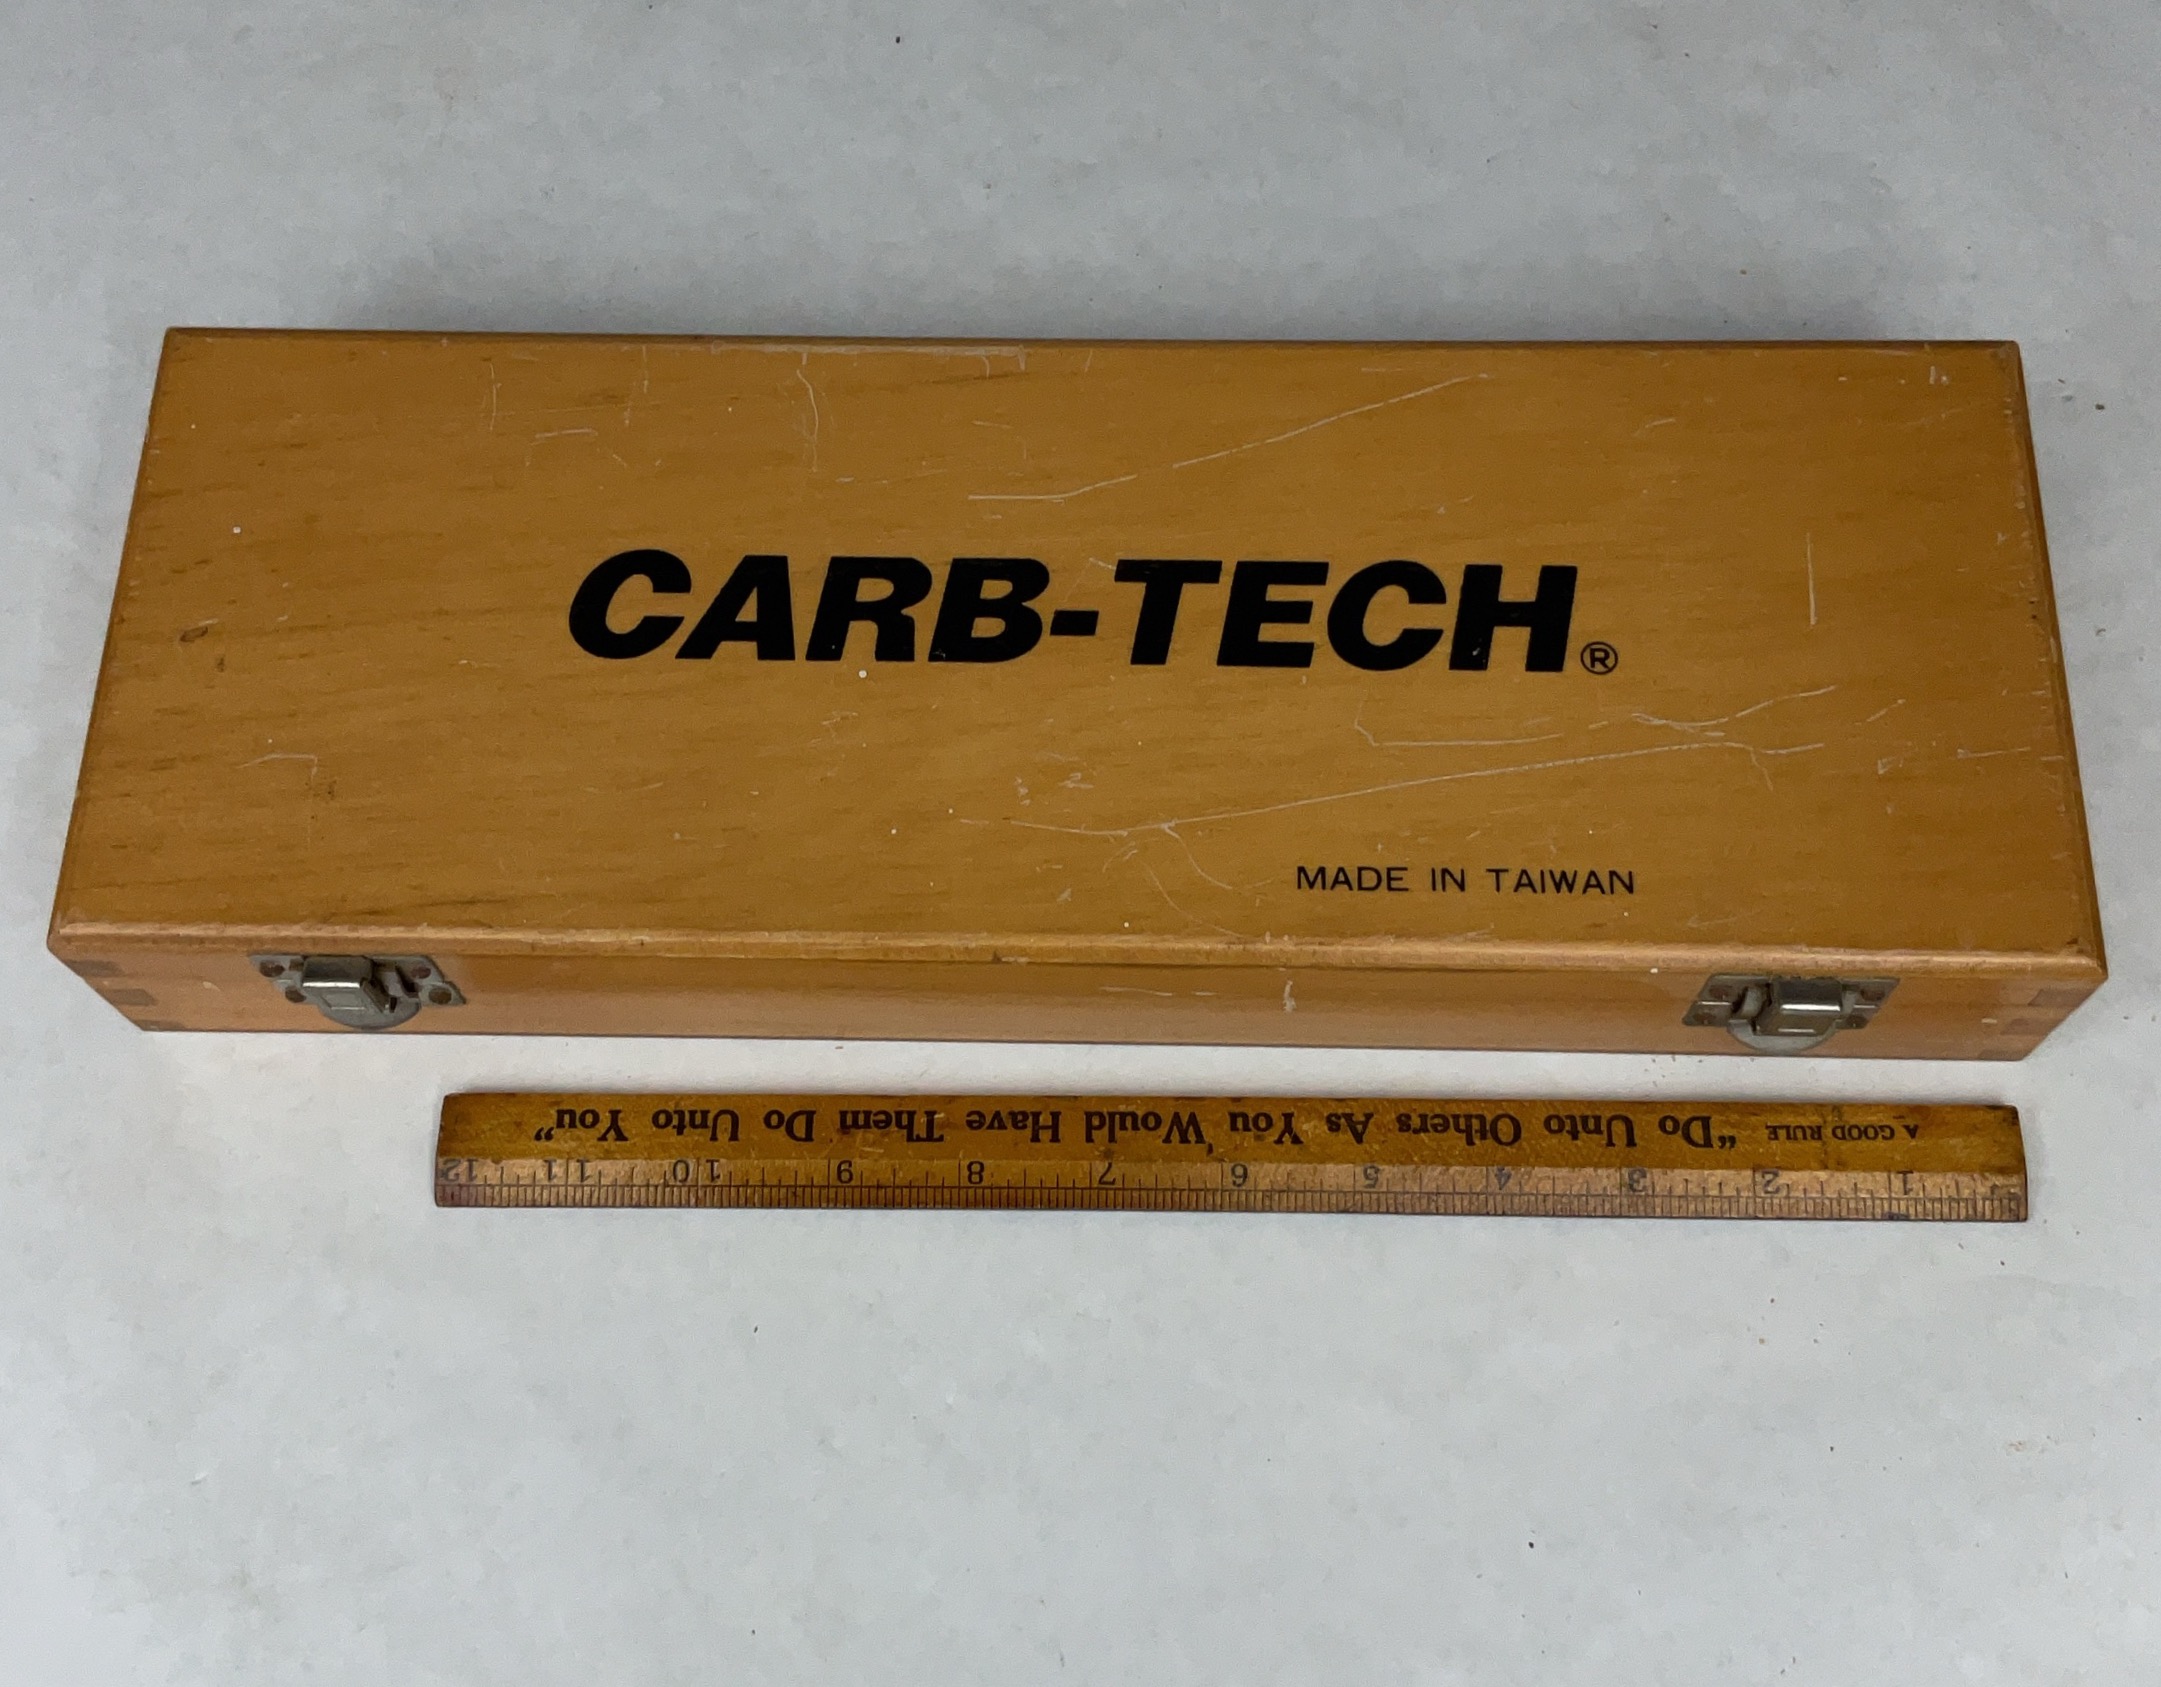 CARB-TECH®
MADE IN TAIWAN
A GOOD RULE "Do Unto Others As You Would Have Them Do Unto You"
1 2 3 4 5 6 7 8 9 10 11 12